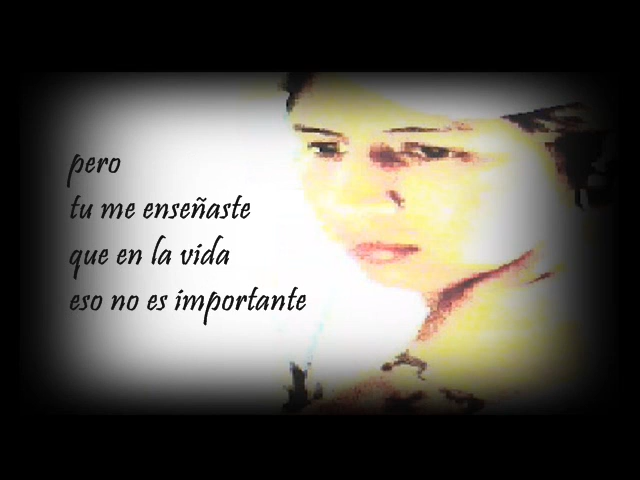 pero
tu me enseñaste
que en la vida
eso no es importante